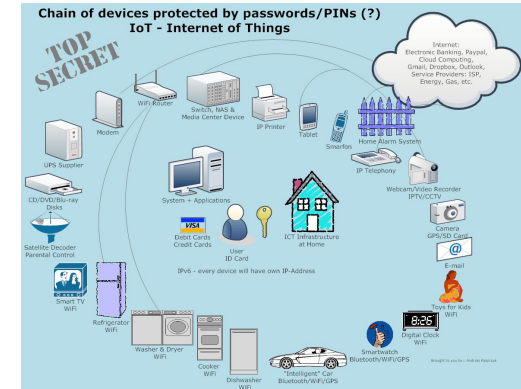 Chain of devices protected by passwords/PINs (?)
IoT - Internet of Things
TOP
SECRET
Internet:
Electronic Banking, Paypal,
Cloud Computing,
Gmail, Dropbox, Outlook,
Service Providers: ISP,
Energy, Gas, etc.
WiFi Router
Modem
Switch, NAS &
Media Center Device
IP Printer
Tablet
Smarfon
Home Alarm System
UPS Supplier
IP Telephony
Webcam/Video Recorder
IPTV/CCTV
CD/DVD/Blu-ray
Disks
System + Applications
VISA
Debit Cards
Credit Cards
User
ID Card
ICT Infrastructure
at Home
Camera
GPS/SD Card
Satellite Decoder
Parental Control
@
E-mail
IPv6 - every device will have own IP-Address
Smart TV
WiFi
Refrigerator
WiFi
Toys for Kids
WiFi
8:26
Digital Clock
WiFi
Washer & Dryer
WiFi
Cooker
WiFi
Dishwasher
WiFi
"Intelligent" Car
Bluetooth/WiFi/GPS
Smartwatch
Bluetooth/WiFi/GPS